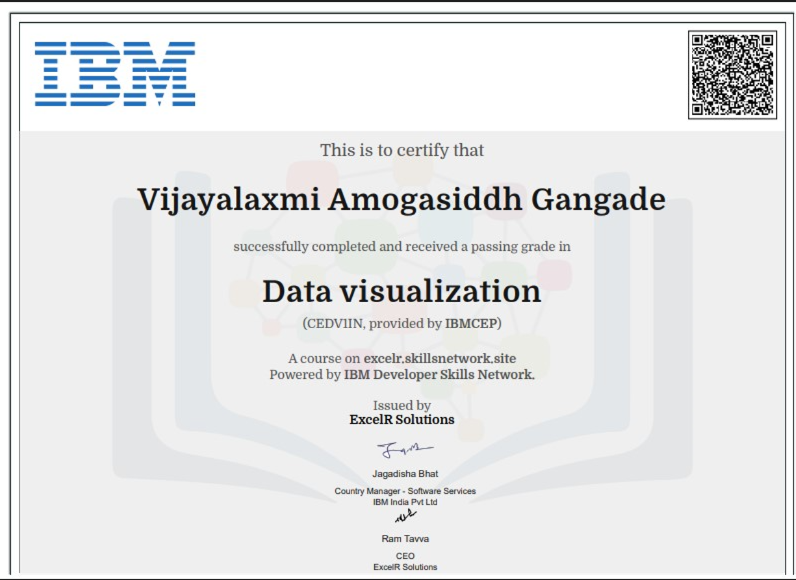 IBM
This is to certify that
Vijayalaxmi Amogasiddh Gangade
successfully completed and received a passing grade in
Data visualization
(CEDV1IN, provided by IBMCEP)
A course on excelr.skillsnetwork.site
Powered by IBM Developer Skills Network.
Issued by
ExcelR Solutions
Jagadisha Bhat
Country Manager - Software Services
IBM India Pvt Ltd
Ram Tavva
CEO
ExcelR Solutions